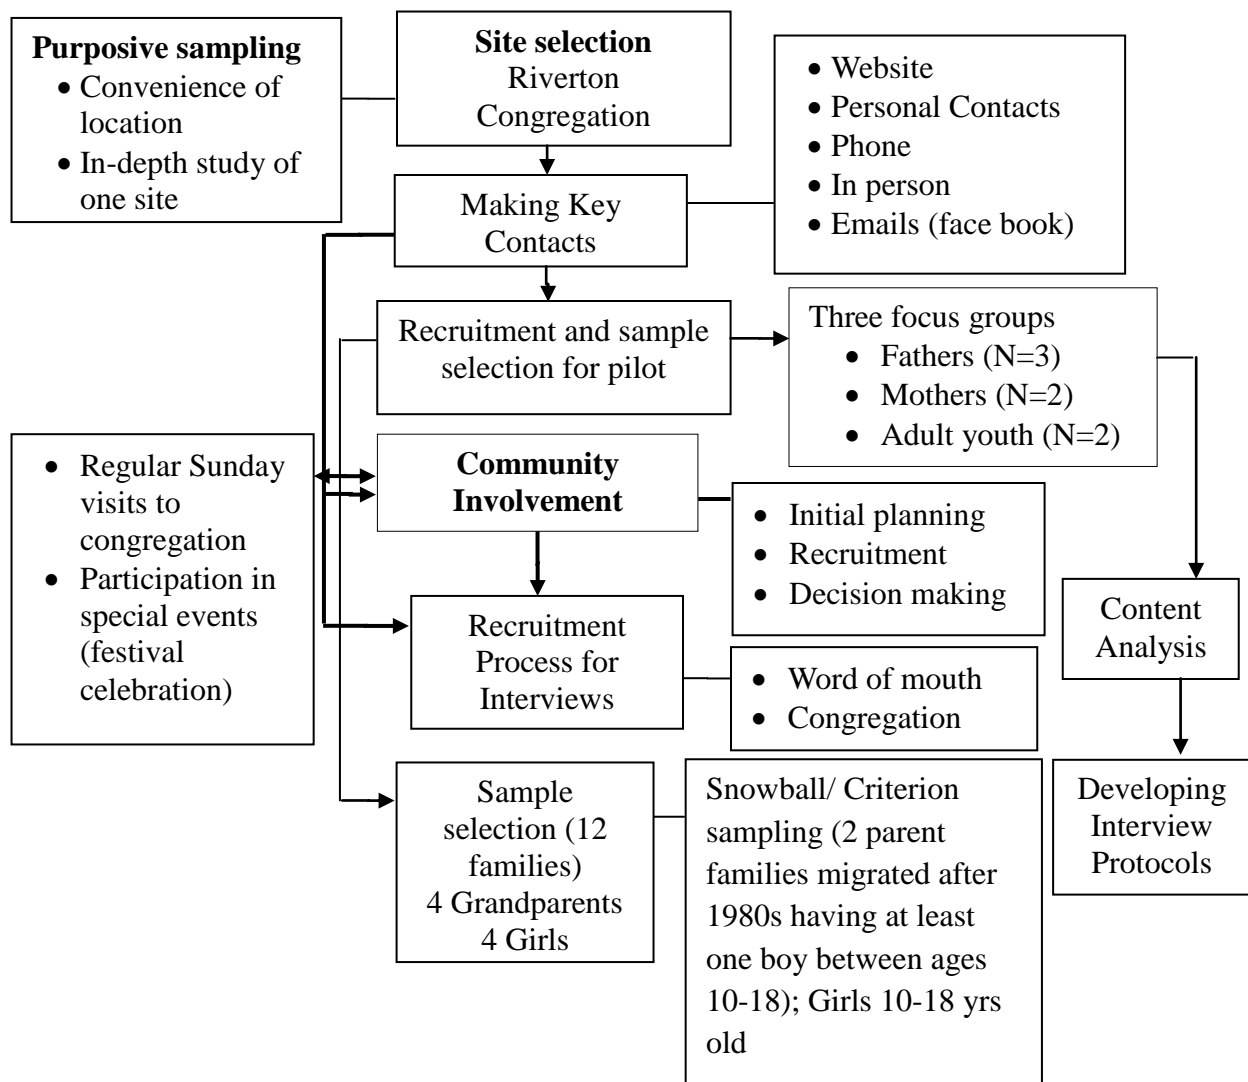 Purposive sampling
• Convenience of
location
• In-depth study of
one site
Site selection
Riverton
Congregation
• Website
• Personal Contacts
• Phone
• In person
• Emails (face book)
Making Key
Contacts
Recruitment and sample
selection for pilot
Three focus groups
• Fathers (N=3)
• Mothers (N=2)
• Adult youth (N=2)
• Regular Sunday
visits to
congregation
• Participation in
special events
(festival
celebration)
Community
Involvement
• Initial planning
• Recruitment
• Decision making
Content
Analysis
Recruitment
Process for
Interviews
• Word of mouth
• Congregation
Sample
selection (12
families)
4 Grandparents
4 Girls
Snowball/ Criterion
sampling (2 parent
families migrated after
1980s having at least
one boy between ages
10-18); Girls 10-18 yrs
old
Developing
Interview
Protocols